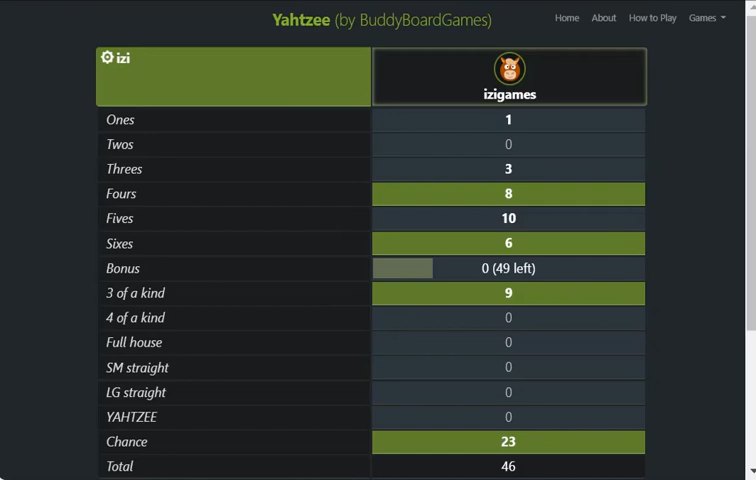 Yahtzee (by BuddyBoardGames)
Home About How to Play Games
izi
izigames
Ones 1
Twos 0
Threes 3
Fours 8
Fives 10
Sixes 6
Bonus 0 (49 left)
3 of a kind 9
4 of a kind 0
Full house 0
SM straight 0
LG straight 0
YAHTZEE 0
Chance 23
Total 46